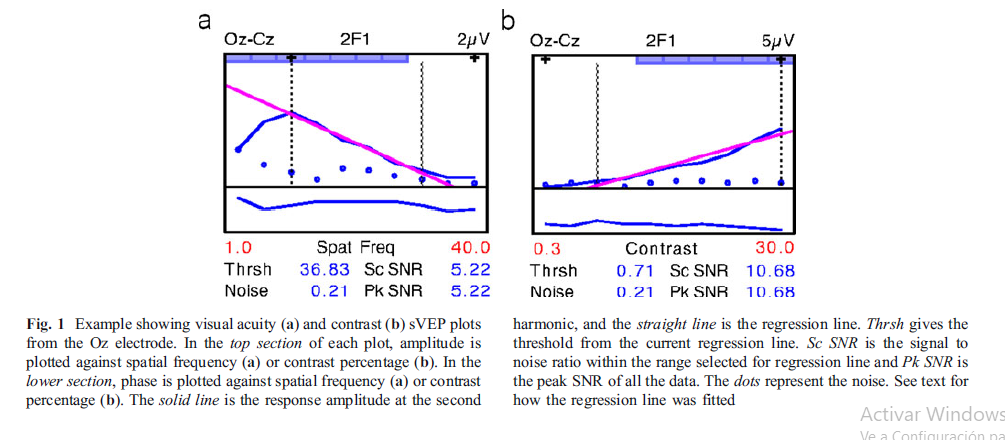 a
Oz-Cz 2F1 2µV
1.0 Spat Freq 40.0
Thrsh 36.83 Sc SNR 5.22
Noise 0.21 Pk SNR 5.22
b
Oz-Cz 2F1 5µV
0.3 Contrast 30.0
Thrsh 0.71 Sc SNR 10.68
Noise 0.21 Pk SNR 10.68
Fig. 1 Example showing visual acuity (a) and contrast (b) sVEP plots
from the Oz electrode. In the top section of each plot, amplitude is
plotted against spatial frequency (a) or contrast percentage (b). In the
lower section, phase is plotted against spatial frequency (a) or contrast
percentage (b). The solid line is the response amplitude at the second
harmonic, and the straight line is the regression line. Thrsh gives the
threshold from the current regression line. Sc SNR is the signal to
noise ratio within the range selected for regression line and Pk SNR is
the peak SNR of all the data. The dots represent the noise. See text for
how the regression line was fitted
Activar Windows
Ve a Configuración pa